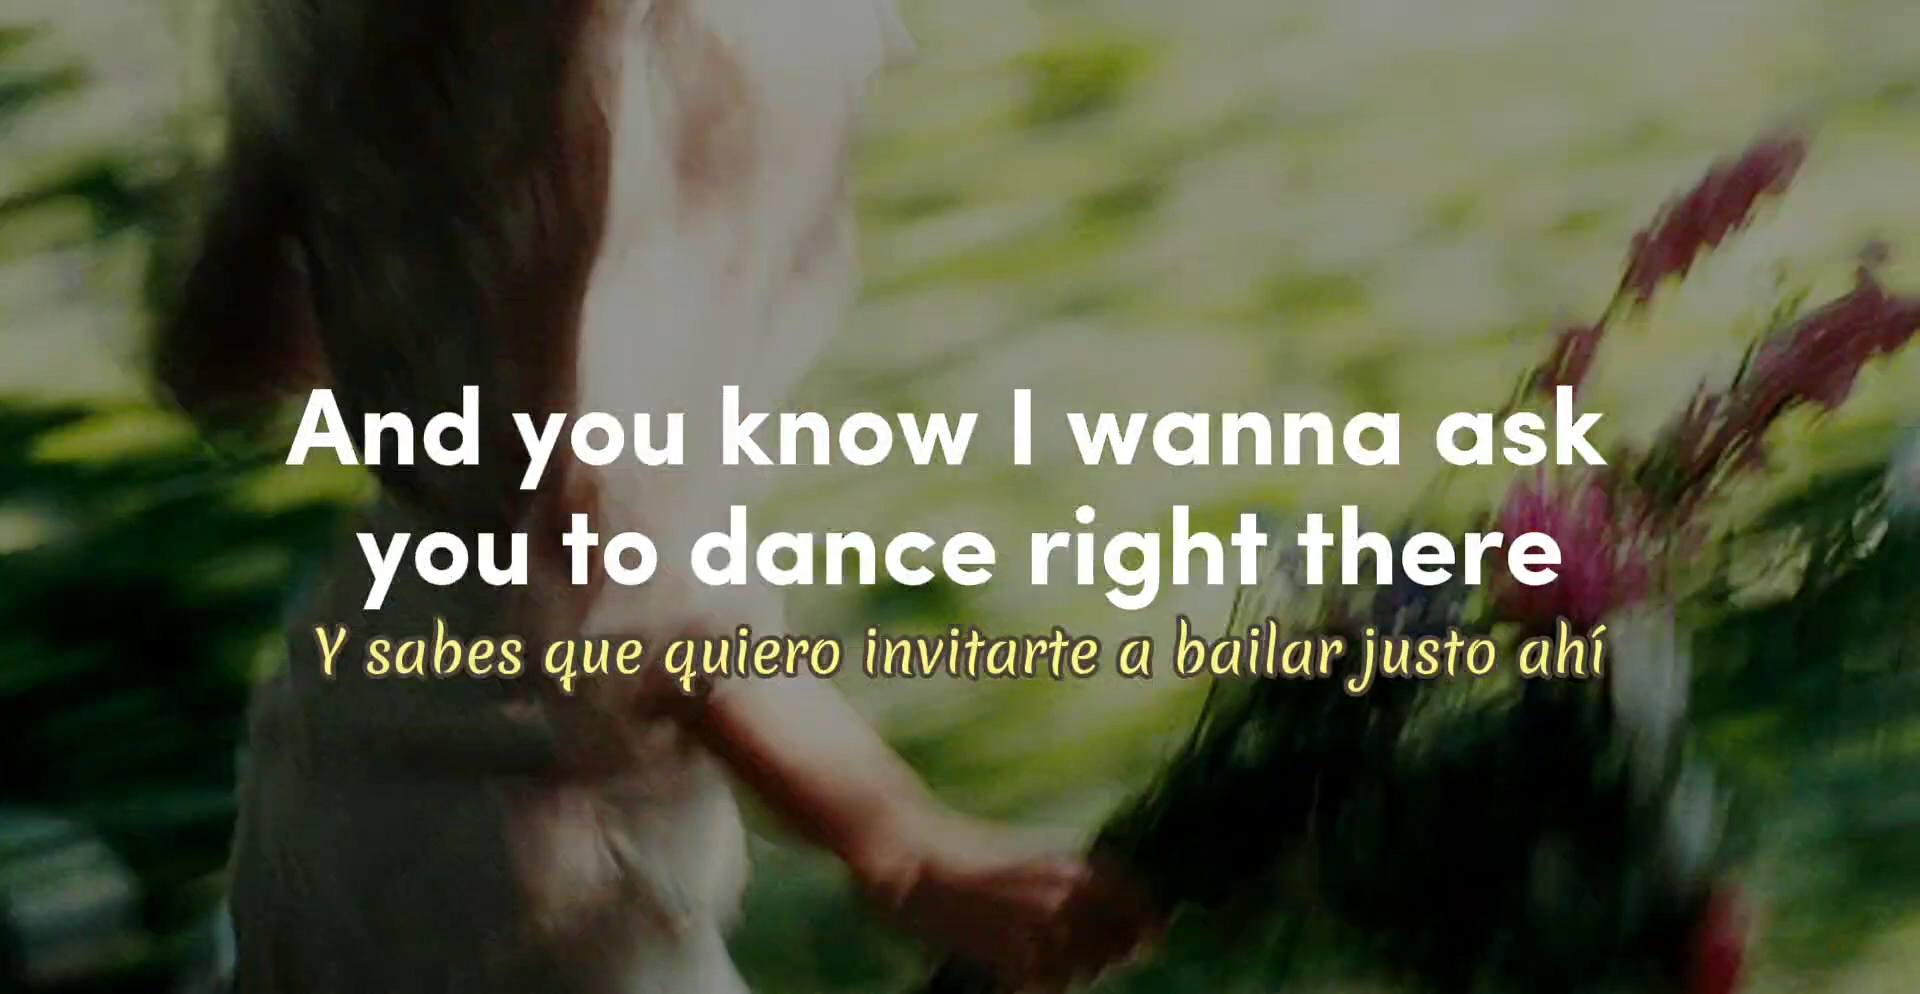 And you know I wanna ask
you to dance right there
Y sabes que quiero invitarte a bailar justo ahí